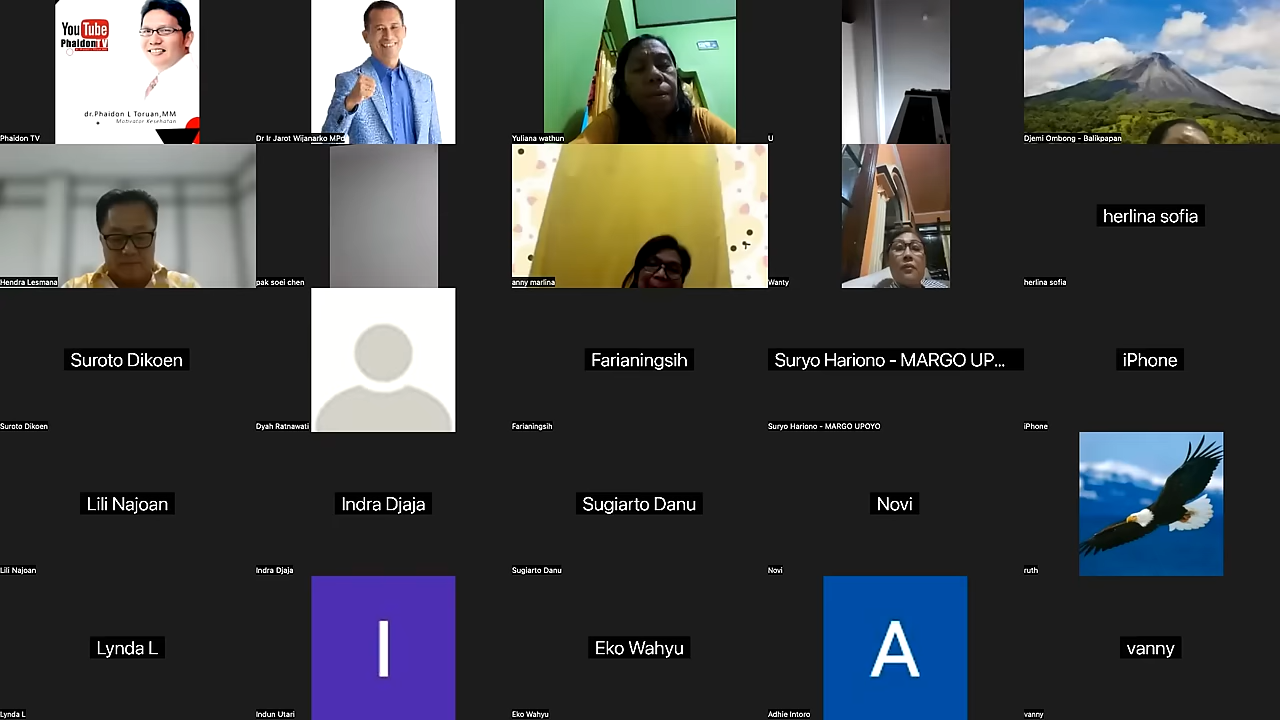 You Tube
PhaidonTV
dr.Phaidon L Toruan,MM
Motivator Kesehatan
Phaidon TV
Dr Ir Jarot Wijanarko MPd
Yuliana wathun
U
Djemi Ombong - Balikpapan
herlina sofia
Hendra Lesmana
pak soei chen
anny marlina
Wanty
herlina sofia
Suroto Dikoen
Farianingsih
Suryo Hariono - MARGO UP...
iPhone
Suroto Dikoen
Dyah Ratnawati
Farianingsih
Suryo Hariono - MARGO UPOYO
iPhone
Lili Najoan
Indra Djaja
Sugiarto Danu
Novi
Lili Najoan
Indra Djaja
Sugiarto Danu
Novi
ruth
Lynda L
I
Eko Wahyu
A
vanny
Lynda L
Indun Utari
Eko Wahyu
Adhie Intoro
vanny